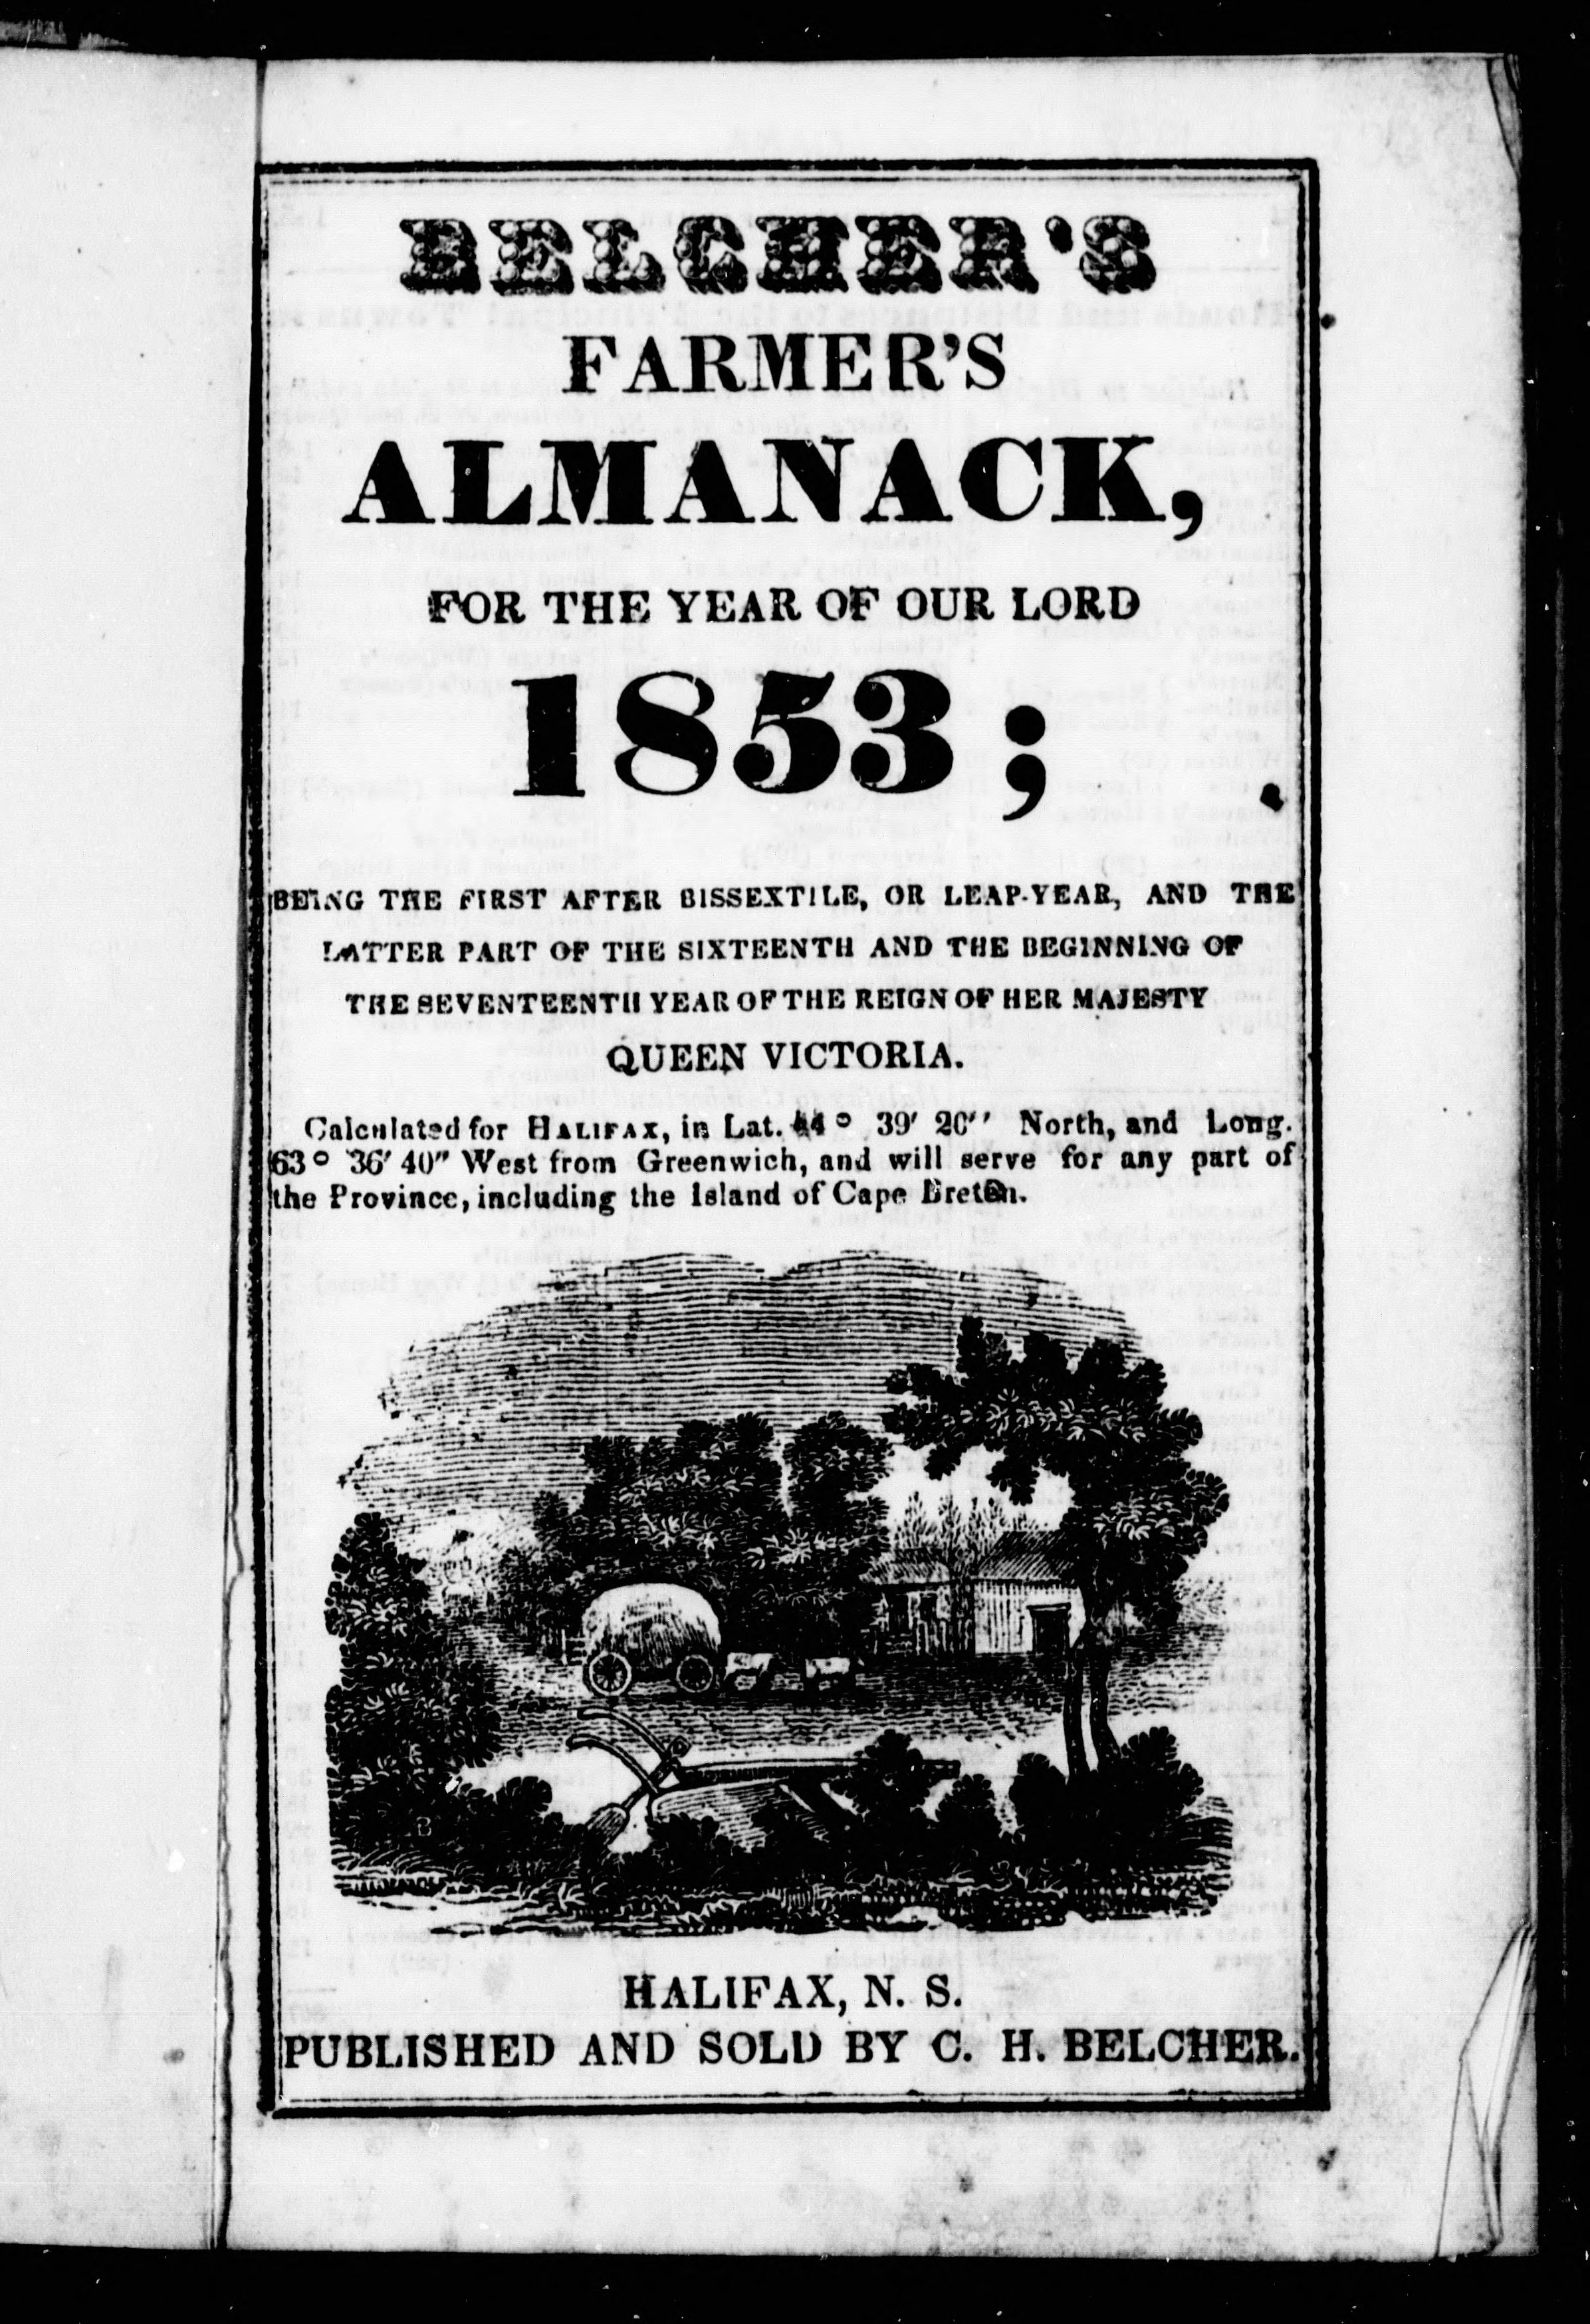 BELCHER'S
FARMER'S
ALMANACK,
FOR THE YEAR OF OUR LORD
1853;
BEING THE FIRST AFTER BISSEXTILE, OR LEAP-YEAR, AND THE
LATTER PART OF THE SIXTEENTH AND THE BEGINNING OF
THE SEVENTEENTH YEAR OF THE REIGN OF HER MAJESTY
QUEEN VICTORIA.
Calculated for HALIFAX, in Lat. 44° 39′ 20″ North, and Long.
63° 36′ 40″ West from Greenwich, and will serve for any part of
the Province, including the Island of Cape Breton.
B
HALIFAX, N. S.
PUBLISHED AND SOLD BY C. H. BELCHER.